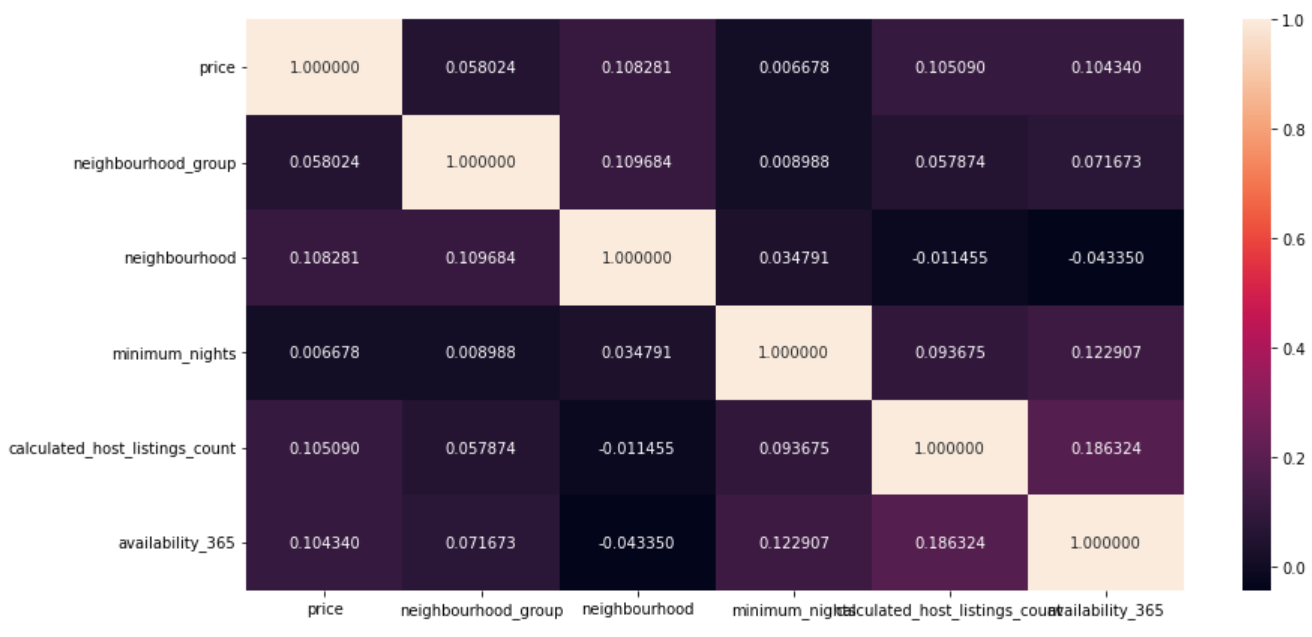 1.0
price 1.000000 0.058024 0.108281 0.006678 0.105090 0.104340
0.8
neighbourhood_group 0.058024 1.000000 0.109684 0.008988 0.057874 0.071673
0.6
neighbourhood 0.108281 0.109684 1.000000 0.034791 -0.011455 -0.043350
0.4
minimum_nights 0.006678 0.008988 0.034791 1.000000 0.093675 0.122907
calculated_host_listings_count 0.105090 0.057874 -0.011455 0.093675 1.000000 0.186324
0.2
availability_365 0.104340 0.071673 -0.043350 0.122907 0.186324 1.000000
0.0
price neighbourhood_group neighbourhood minimum_nights calculated_host_listings_count availability_365